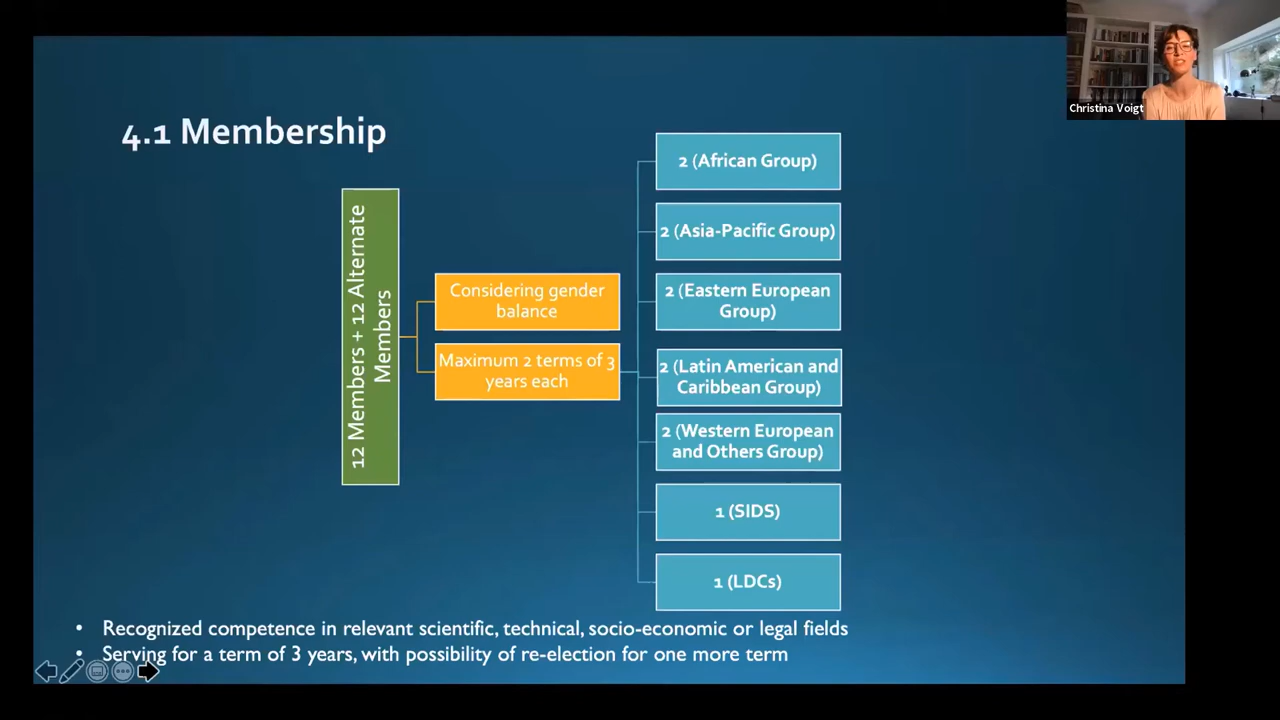 Christina Voigt
4.1 Membership
12 Members + 12 Alternate
Members
Considering gender
balance
Maximum 2 terms of 3
years each
2 (African Group)
2 (Asia-Pacific Group)
2 (Eastern European
Group)
2 (Latin American and
Caribbean Group)
2 (Western European
and Others Group)
1 (SIDS)
1 (LDCs)
• Recognized competence in relevant scientific, technical, socio-economic or legal fields
• Serving for a term of 3 years, with possibility of re-election for one more term